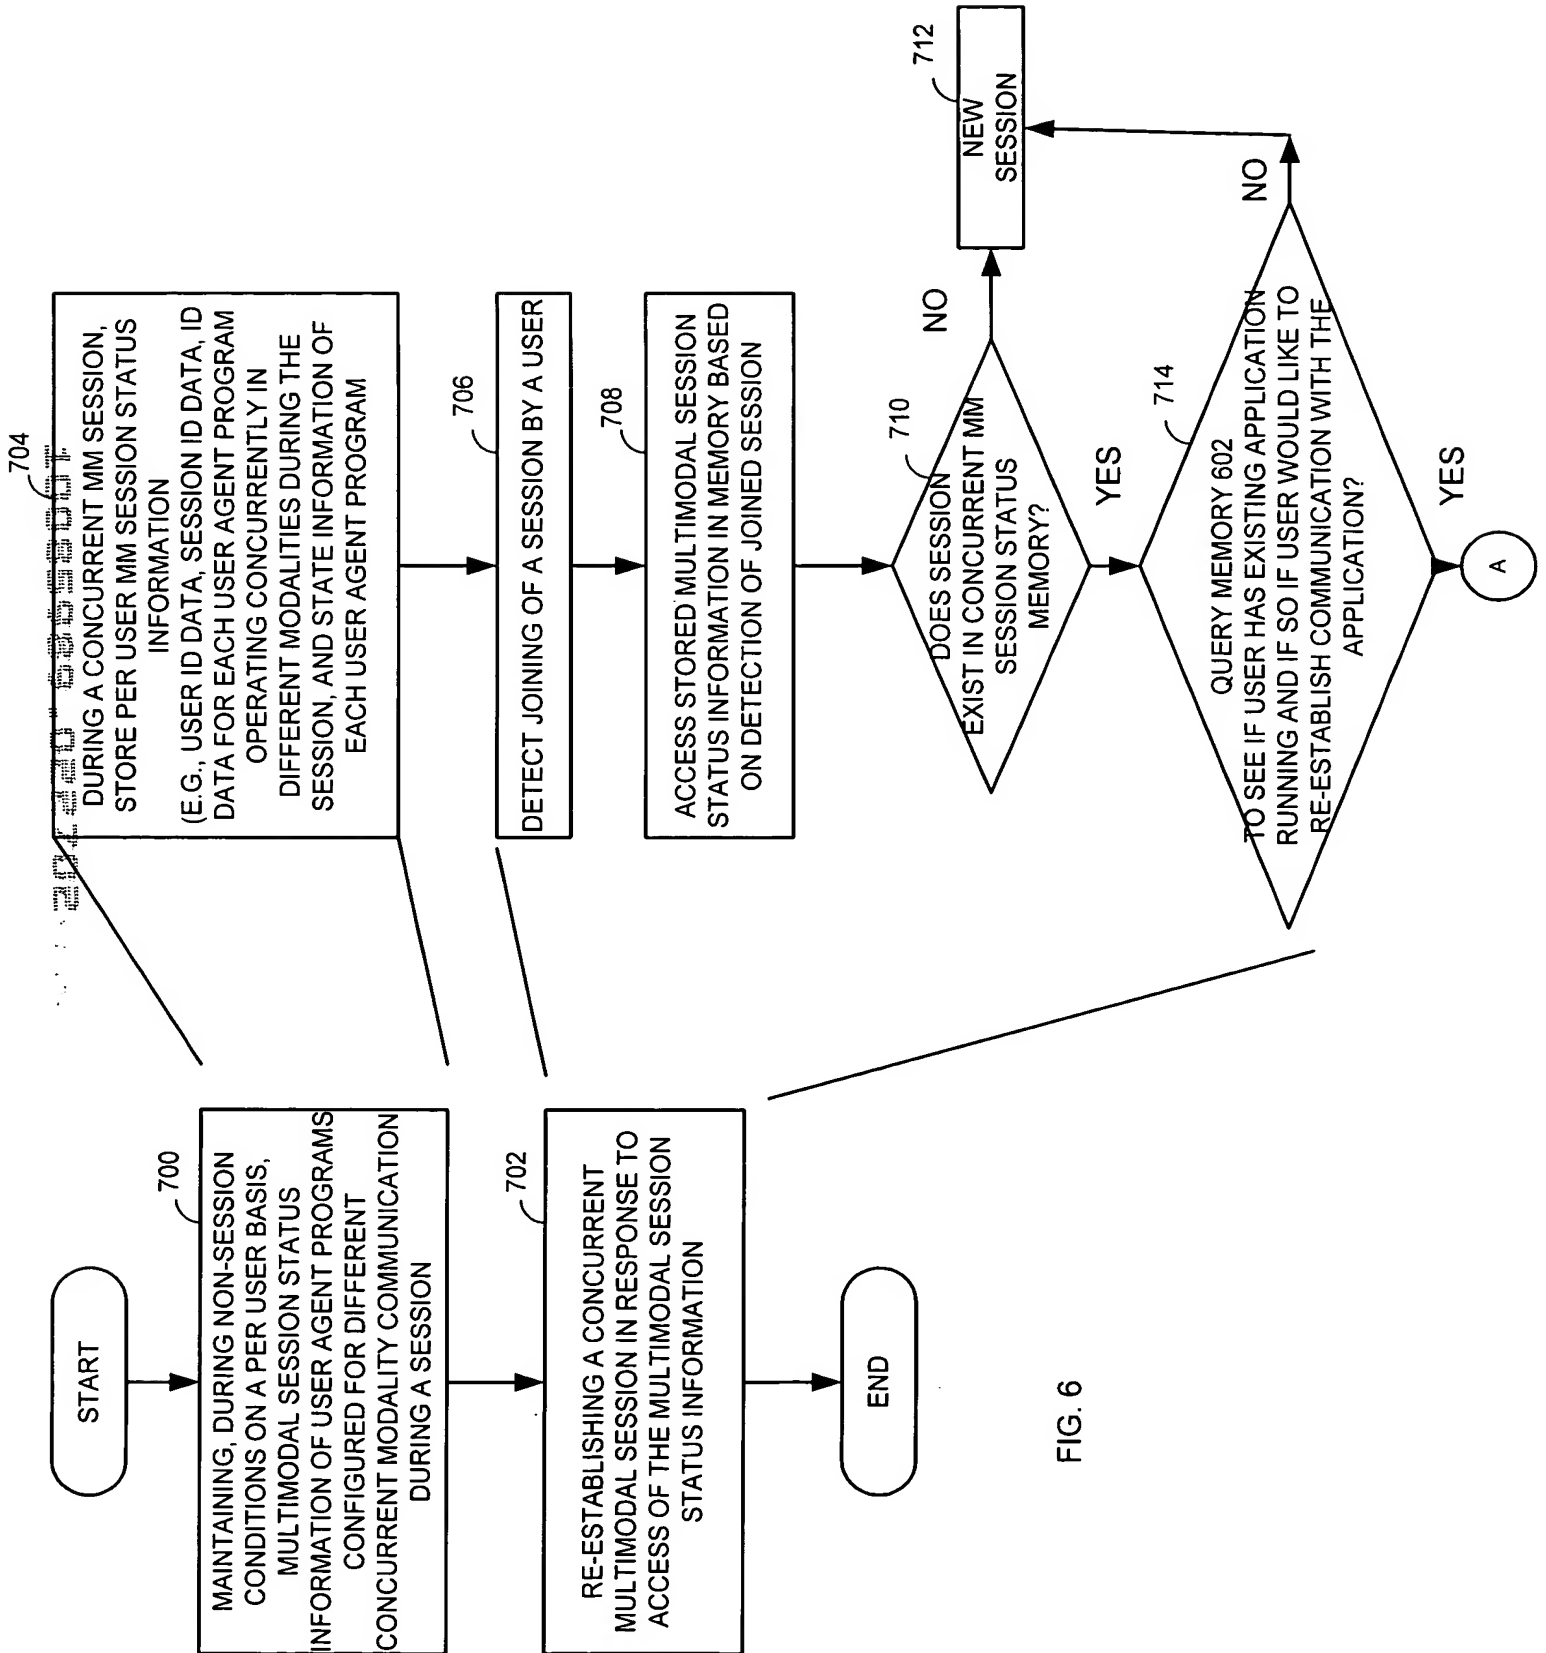 START
700
MAINTAINING, DURING NON-SESSION
CONDITIONS ON A PER USER BASIS,
MULTIMODAL SESSION STATUS
INFORMATION OF USER AGENT PROGRAMS
CONFIGURED FOR DIFFERENT
CONCURRENT MODALITY COMMUNICATION
DURING A SESSION
702
RE-ESTABLISHING A CONCURRENT
MULTIMODAL SESSION IN RESPONSE TO
ACCESS OF THE MULTIMODAL SESSION
STATUS INFORMATION
END
704
DURING A CONCURRENT MM SESSION,
STORE PER USER MM SESSION STATUS
INFORMATION
(E.G., USER ID DATA, SESSION ID DATA, ID
DATA FOR EACH USER AGENT PROGRAM
OPERATING CONCURRENTLY IN
DIFFERENT MODALITIES DURING THE
SESSION, AND STATE INFORMATION OF
EACH USER AGENT PROGRAM
706
DETECT JOINING OF A SESSION BY A USER
708
ACCESS STORED MULTIMODAL SESSION
STATUS INFORMATION IN MEMORY BASED
ON DETECTION OF JOINED SESSION
710
DOES SESSION
EXIST IN CONCURRENT MM
SESSION STATUS
MEMORY?
NO
712
NEW
SESSION
YES
714
QUERY MEMORY 602
TO SEE IF USER HAS EXISTING APPLICATION
RUNNING AND IF SO IF USER WOULD LIKE TO
RE-ESTABLISH COMMUNICATION WITH THE
APPLICATION?
NO
YES
A
FIG. 6